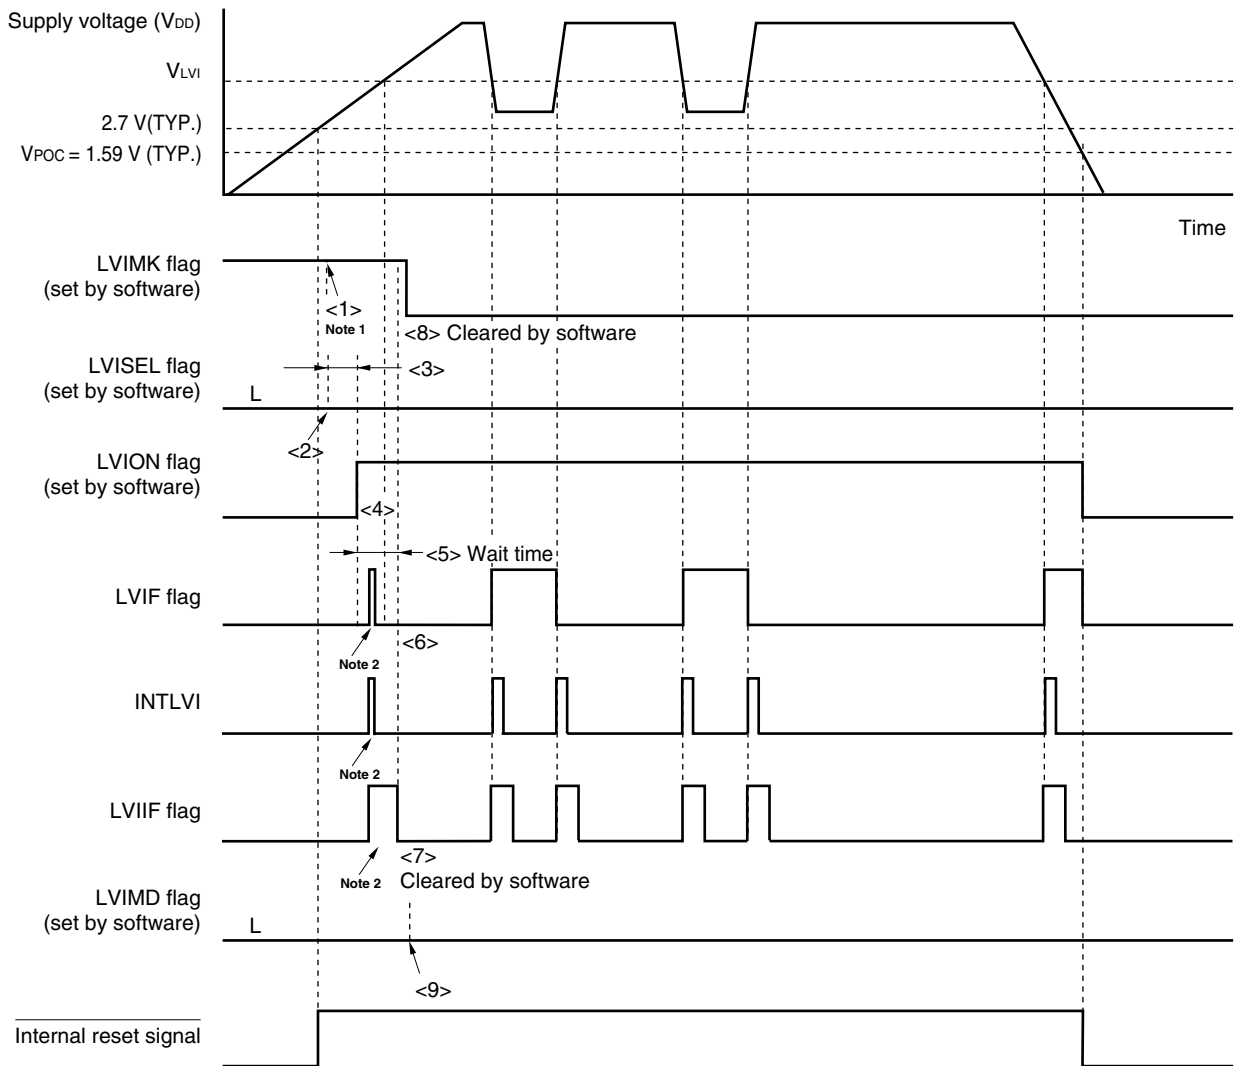 Supply voltage (VDD)
VLVI
2.7 V(TYP.)
VPOC = 1.59 V (TYP.)
Time
LVIMK flag
(set by software)
<1>
Note 1
<8> Cleared by software
LVISEL flag
(set by software)
L
<3>
<2>
LVION flag
(set by software)
<4>
<5> Wait time
LVIF flag
<6>
Note 2
INTLVI
Note 2
LVIIF flag
Note 2
<7>
Cleared by software
LVIMD flag
(set by software)
L
<9>
Internal reset signal